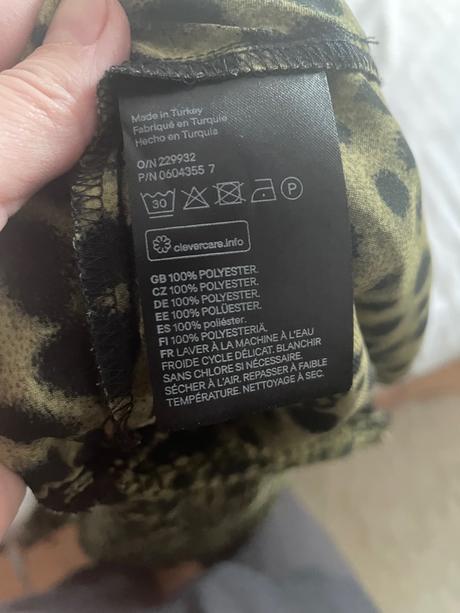 Made in Turkey
Fabriqué en Turquie
Hecho en Turquia
O/N 229932
P/N 0604355 7
30 P
clevercare.info
GB 100% POLYESTER.
CZ 100% POLYESTER.
DE 100% POLYESTER.
EE 100% POLÜESTER.
ES 100% poliéster.
FI 100% POLYESTERIÄ.
FR LAVER À LA MACHINE À L'EAU
FROIDE CYCLE DÉLICAT. BLANCHIR
SANS CHLORE SI NÉCESSAIRE.
SÉCHER À L'AIR. REPASSER À FAIBLE
TEMPÉRATURE. NETTOYAGE À SEC.